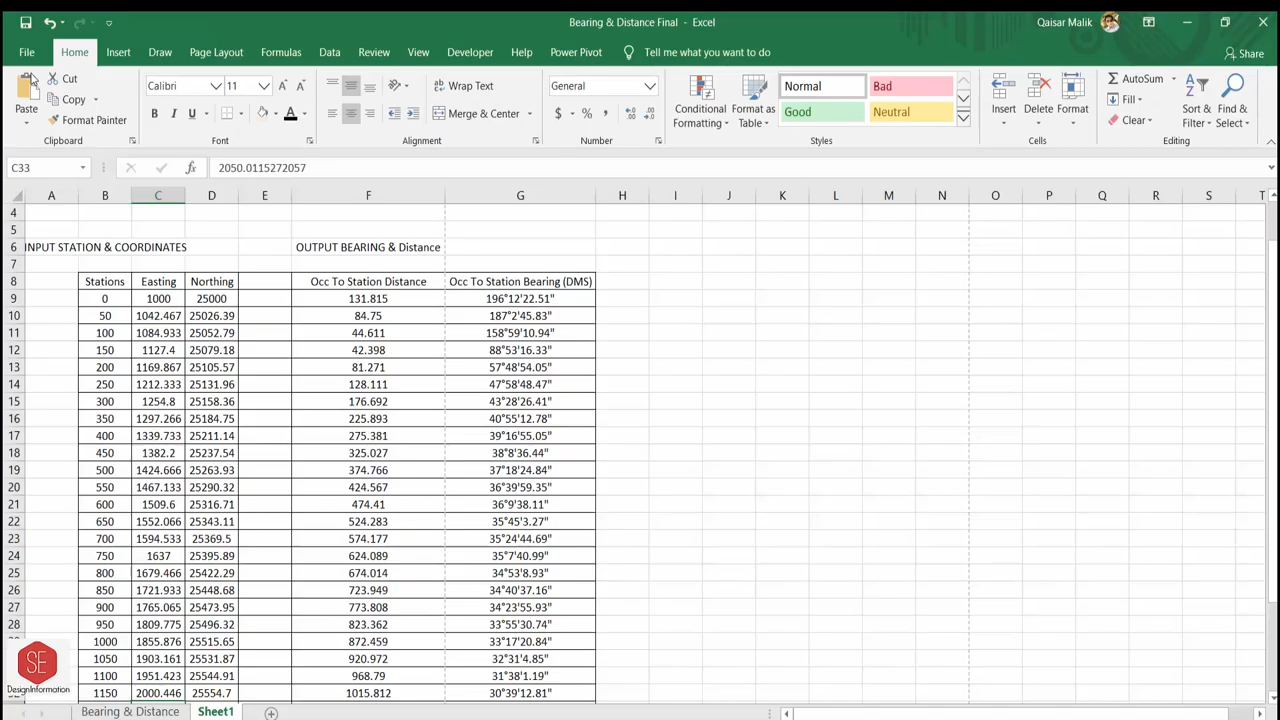 Bearing & Distance Final - Excel
Qaisar Malik
File Home Insert Draw Page Layout Formulas Data Review View Developer Help Power Pivot Tell me what you want to do
Share
Paste
Cut
Copy
Format Painter
Clipboard
Calibri 11
B I U
Font
Wrap Text
Merge & Center
Alignment
General
$ % ,
Number
Conditional Formatting
Format as Table
Normal Bad
Good Neutral
Styles
Insert Delete Format
Cells
AutoSum
Fill
Clear
Sort & Filter
Find & Select
Editing
C33 fx 2050.0115272057
A B C D E F G H I J K L M N O P Q R S T
4
5
6 INPUT STATION & COORDINATES OUTPUT BEARING & Distance
7
8 Stations Easting Northing Occ To Station Distance Occ To Station Bearing (DMS)
9 0 1000 25000 131.815 196°12'22.51"
10 50 1042.467 25026.39 84.75 187°2'45.83"
11 100 1084.933 25052.79 44.611 158°59'10.94"
12 150 1127.4 25079.18 42.398 88°53'16.33"
13 200 1169.867 25105.57 81.271 57°48'54.05"
14 250 1212.333 25131.96 128.111 47°58'48.47"
15 300 1254.8 25158.36 176.692 43°28'26.41"
16 350 1297.266 25184.75 225.893 40°55'12.78"
17 400 1339.733 25211.14 275.381 39°16'55.05"
18 450 1382.2 25237.54 325.027 38°8'36.44"
19 500 1424.666 25263.93 374.766 37°18'24.84"
20 550 1467.133 25290.32 424.567 36°39'59.35"
21 600 1509.6 25316.71 474.41 36°9'38.11"
22 650 1552.066 25343.11 524.283 35°45'3.27"
23 700 1594.533 25369.5 574.177 35°24'44.69"
24 750 1637 25395.89 624.089 35°7'40.99"
25 800 1679.466 25422.29 674.014 34°53'8.93"
26 850 1721.933 25448.68 723.949 34°40'37.16"
27 900 1765.065 25473.95 773.808 34°23'55.93"
28 950 1809.775 25496.32 823.362 33°55'30.74"
1000 1855.876 25515.65 872.459 33°17'20.84"
1050 1903.161 25531.87 920.972 32°31'4.85"
1100 1951.423 25544.91 968.79 31°38'1.19"
1150 2000.446 25554.7 1015.812 30°39'12.81"
SE
DesignInformation
Bearing & Distance Sheet1